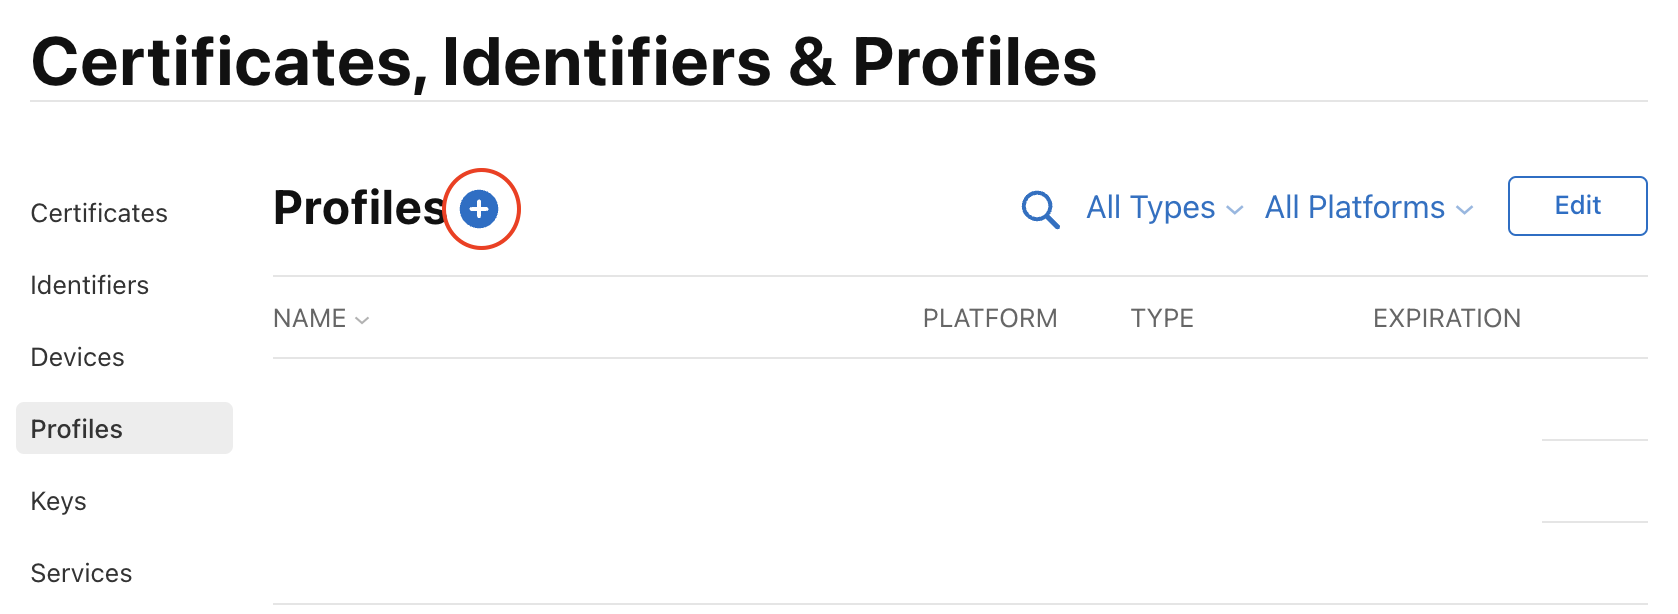 Certificates, Identifiers & Profiles
Certificates
Identifiers
Devices
Profiles
Keys
Services
Profiles
All Types
All Platforms
Edit
NAME
PLATFORM
TYPE
EXPIRATION